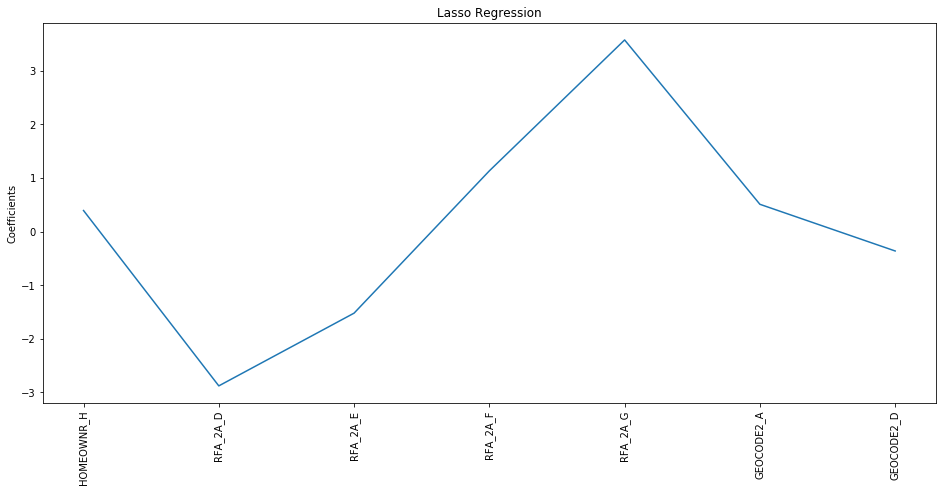 Lasso Regression
Coefficients
3
2
1
0
−1
−2
−3
HOMEOWNR_H
RFA_2A_D
RFA_2A_E
RFA_2A_F
RFA_2A_G
GEOCODE2_A
GEOCODE2_D